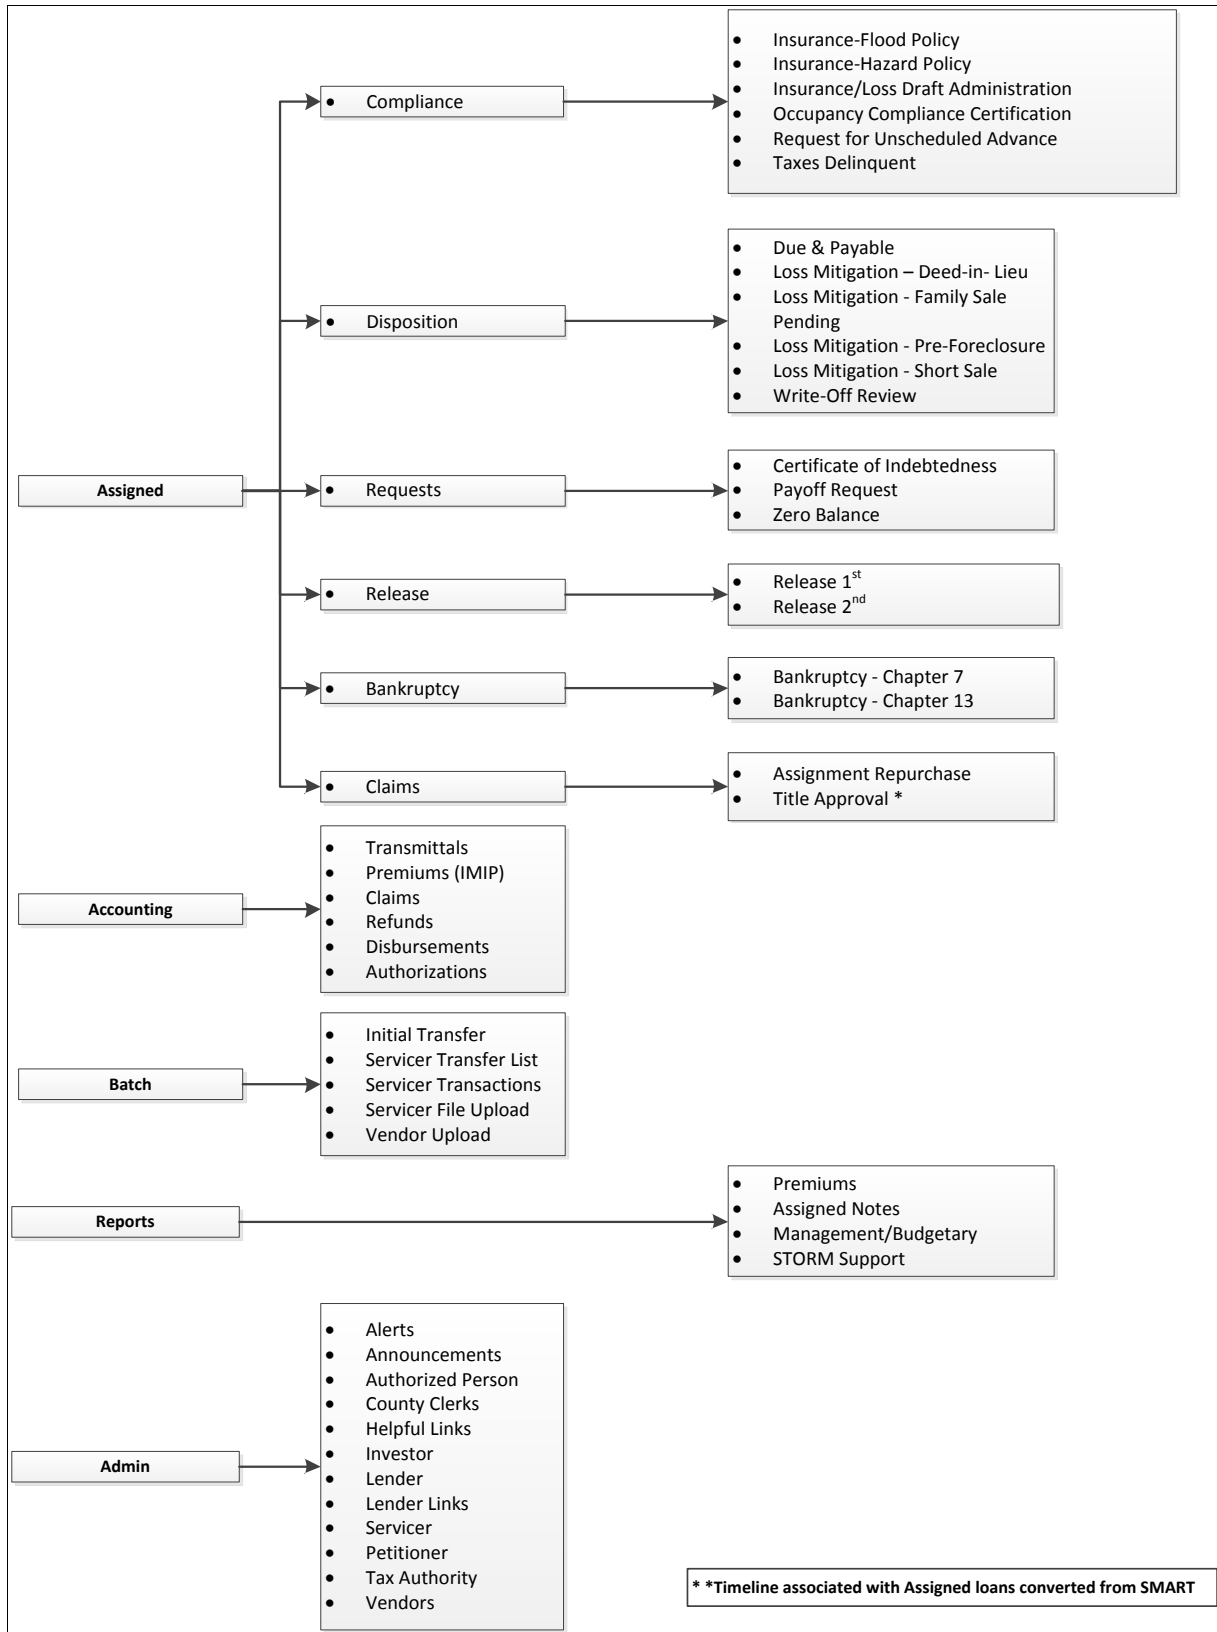 Assigned
Compliance
• Insurance-Flood Policy
• Insurance-Hazard Policy
• Insurance/Loss Draft Administration
• Occupancy Compliance Certification
• Request for Unscheduled Advance
• Taxes Delinquent
• Disposition
• Due & Payable
• Loss Mitigation – Deed-in- Lieu
• Loss Mitigation - Family Sale
Pending
• Loss Mitigation - Pre-Foreclosure
• Loss Mitigation - Short Sale
• Write-Off Review
• Requests
• Certificate of Indebtedness
• Payoff Request
• Zero Balance
• Release
• Release 1st
• Release 2nd
• Bankruptcy
• Bankruptcy - Chapter 7
• Bankruptcy - Chapter 13
• Claims
• Assignment Repurchase
• Title Approval *
Accounting
• Transmittals
• Premiums (IMIP)
• Claims
• Refunds
• Disbursements
• Authorizations
Batch
• Initial Transfer
• Servicer Transfer List
• Servicer Transactions
• Servicer File Upload
• Vendor Upload
Reports
• Premiums
• Assigned Notes
• Management/Budgetary
• STORM Support
Admin
• Alerts
• Announcements
• Authorized Person
• County Clerks
• Helpful Links
• Investor
• Lender
• Lender Links
• Servicer
• Petitioner
• Tax Authority
• Vendors
* *Timeline associated with Assigned loans converted from SMART